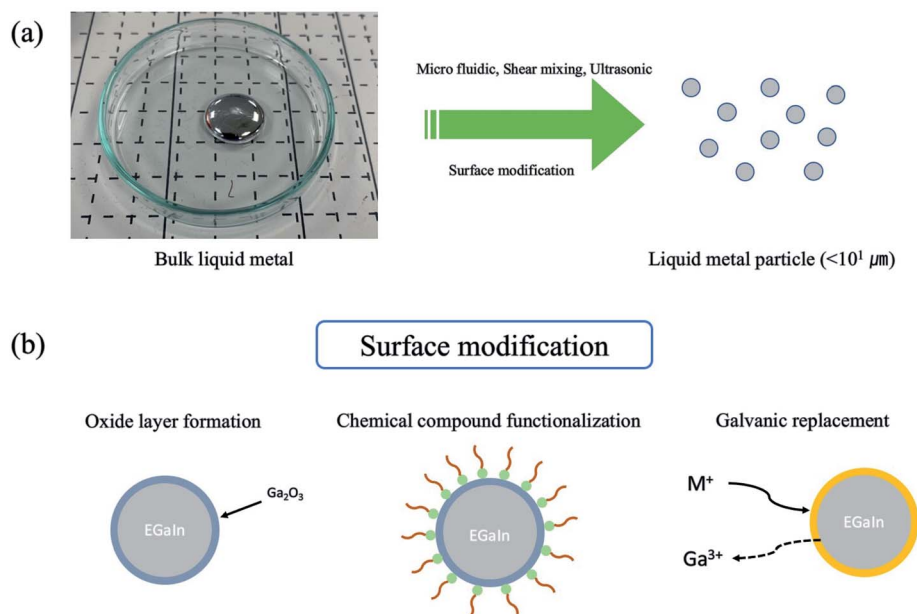 (a)
Micro fluidic, Shear mixing, Ultrasonic
Surface modification
Bulk liquid metal
Liquid metal particle (<10¹ ㎛)
(b)
Surface modification
Oxide layer formation
Chemical compound functionalization
Galvanic replacement
Ga₂O₃
EGaIn
EGaIn
M⁺
EGaIn
Ga³⁺